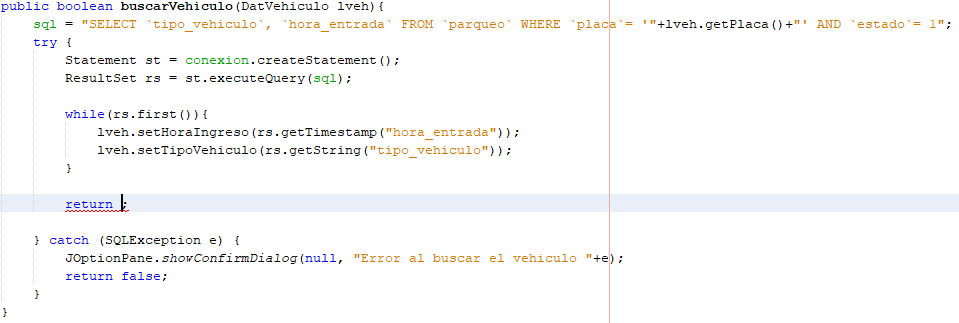 public boolean buscarVehiculo(DatVehiculo lveh){
sql = "SELECT `tipo_vehiculo`, `hora_entrada` FROM `parqueo` WHERE `placa`= '"+lveh.getPlaca()+"' AND `estado`= 1";
try {
Statement st = conexion.createStatement();
ResultSet rs = st.executeQuery(sql);
while(rs.first()){
lveh.setHoraIngreso(rs.getTimestamp("hora_entrada"));
lveh.setTipoVehiculo(rs.getString("tipo_vehiculo"));
}
return ;
} catch (SQLException e) {
JOptionPane.showConfirmDialog(null, "Error al buscar el vehiculo "+e);
return false;
}
}